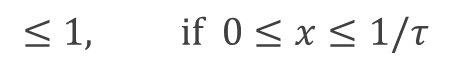 ≤ 1, if 0 ≤ x ≤ 1/τ